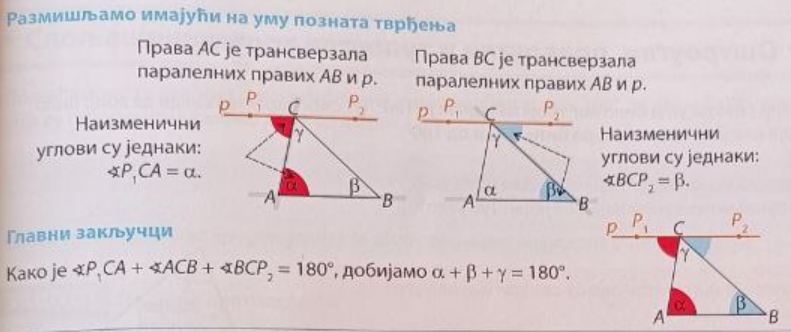 Размишљамо имајући на уму позната тврђења
Права AC је трансверзала
паралелних правих AB и p.
Наизменични
углови су једнаки:
∢P₁CA = α.
p P₁ C P₂
γ
α β
A B
Права BC је трансверзала
паралелних правих AB и p.
p P₁ C P₂
γ
α β
A B
Наизменични
углови су једнаки:
∢BCP₂ = β.
Главни закључци
Како је ∢P₁CA + ∢ACB + ∢BCP₂ = 180°, добијамо α + β + γ = 180°.
p P₁ C P₂
γ
α β
A B